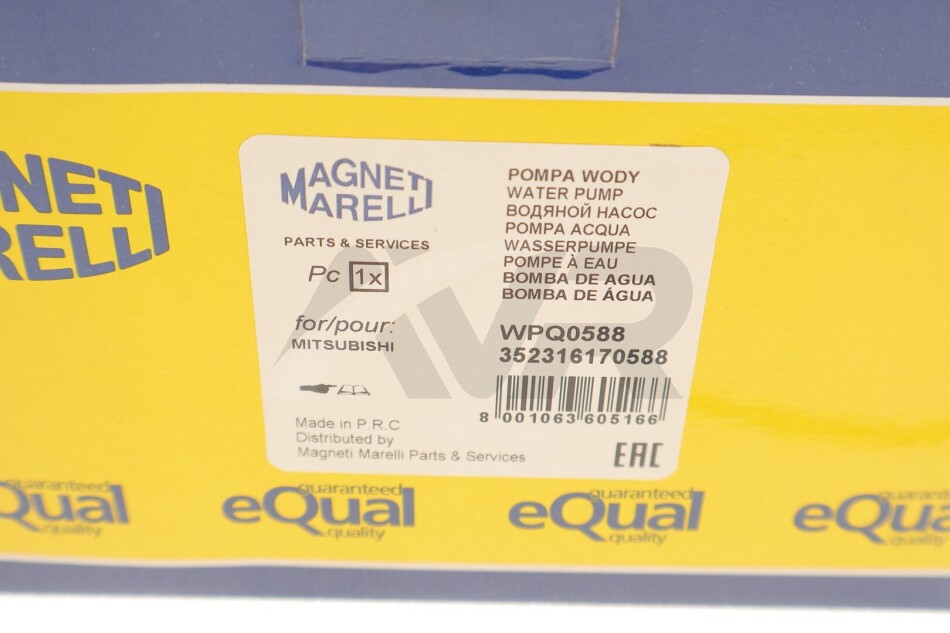 NETI
RELLI
MAGNETI
MARELLI
PARTS & SERVICES
Pc 1x
for/pour:
MITSUBISHI
POMPA WODY
WATER PUMP
ВОДЯНОЙ НАСОС
POMPA ACQUA
WASSERPUMPE
POMPE À EAU
BOMBA DE AGUA
BOMBA DE ÁGUA
WPQ0588
352316170588
8 001063 605166
Made in P.R.C
Distributed by
Magneti Marelli Parts & Services
EAC
guaranteed
eQual
quality
guaranteed
eQual
quality
guaranteed
eQual
quality
guaranteed
eQua
quality